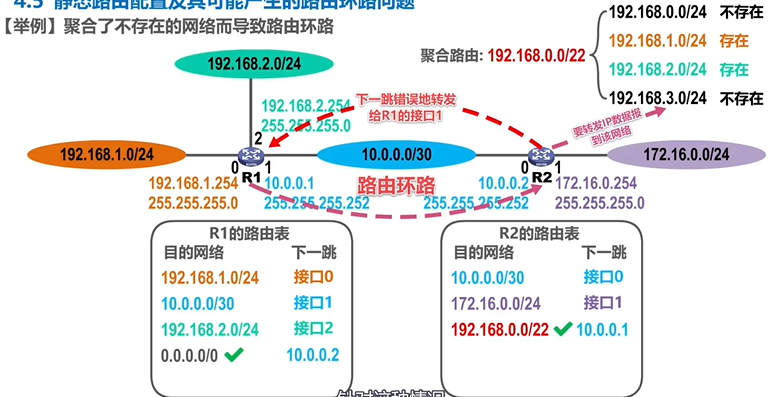 4.5 静态路由配置及其可能产生的路由环路问题
【举例】聚合了不存在的网络而导致路由环路
聚合路由: 192.168.0.0/22
192.168.0.0/24 不存在
192.168.1.0/24 存在
192.168.2.0/24 存在
192.168.3.0/24 不存在
192.168.2.0/24
192.168.2.254
255.255.255.0
下一跳错误地转发
给R1的接口1
要转发IP数据报
到该网络
2
192.168.1.0/24
10.0.0.0/30
172.16.0.0/24
0 R1 1
0 R2 1
192.168.1.254
255.255.255.0
10.0.0.1
255.255.255.252
路由环路
10.0.0.2
255.255.255.252
172.16.0.254
255.255.255.0
R1的路由表
目的网络 下一跳
192.168.1.0/24 接口0
10.0.0.0/30 接口1
192.168.2.0/24 接口2
0.0.0.0/0 10.0.0.2
R2的路由表
目的网络 下一跳
10.0.0.0/30 接口0
172.16.0.0/24 接口1
192.168.0.0/22 10.0.0.1
针对这种情况